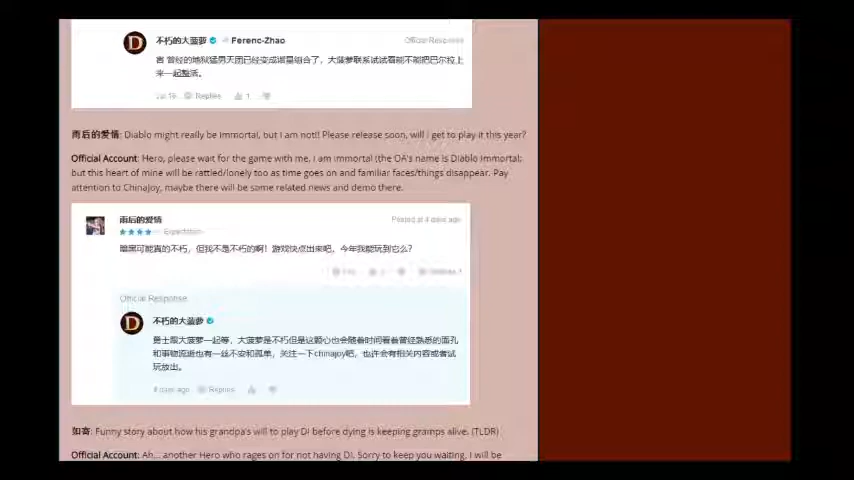 不朽的大菠萝 Ferenc-Zhao Official Response
害 曾经的地狱猛男天团已经变成谐星组合了，大菠萝联系试试看能不能把巴尔拉上
来一起整活。
Jul 16 Replies 1
雨后的爱情: Diablo might really be Immortal, but I am not!! Please release soon, will I get to play it this year?
Official Account: Hero, please wait for the game with me, I am immortal (the OA's name is Diablo Immortal;
but this heart of mine will be rattled/lonely too as time goes on and familiar faces/things disappear. Pay
attention to ChinaJoy, maybe there will be some related news and demo there.
雨后的爱情 Posted at 4 days ago
Expectation
暗黑可能真的不朽，但我不是不朽的啊！游戏快点出来吧，今年我能玩到它么？
Official Response
不朽的大菠萝
勇士跟大菠萝一起等，大菠萝是不朽但是这颗心也会随着时间看着曾经熟悉的面孔
和事物流逝也有一丝不安和孤单，关注一下chinajoy吧，也许会有相关内容或者试
玩放出。
4 days ago Replies
Funny story about how his grandpa's will to play DI before dying is keeping gramps alive. (TLDR)
Official Account: Ah... another Hero who rages on for not having DI. Sorry to keep you waiting, I will be